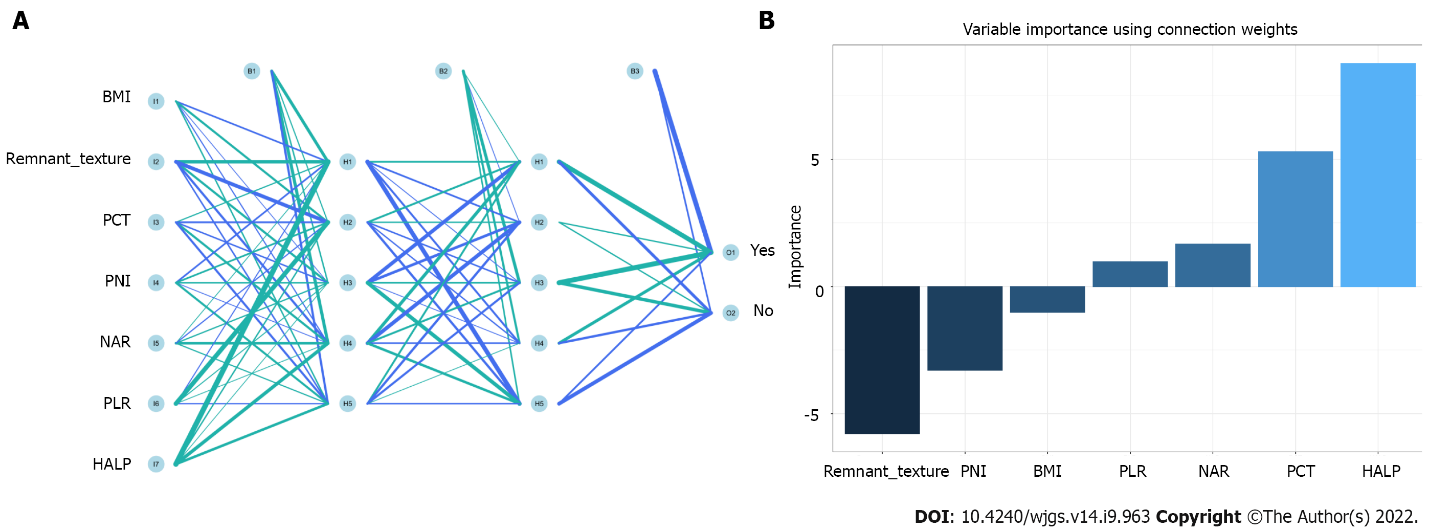 A
B1
B2
B3
BMI
I1
Remnant_texture
I2
H1
H1
PCT
I3
H2
H2
O1
Yes
PNI
I4
H3
H3
O2
No
NAR
I5
H4
H4
PLR
I6
H5
H5
HALP
I7
B
Variable importance using connection weights
Importance
5
0
-5
Remnant_texture PNI BMI PLR NAR PCT HALP
DOI: 10.4240/wjgs.v14.i9.963 Copyright ©The Author(s) 2022.